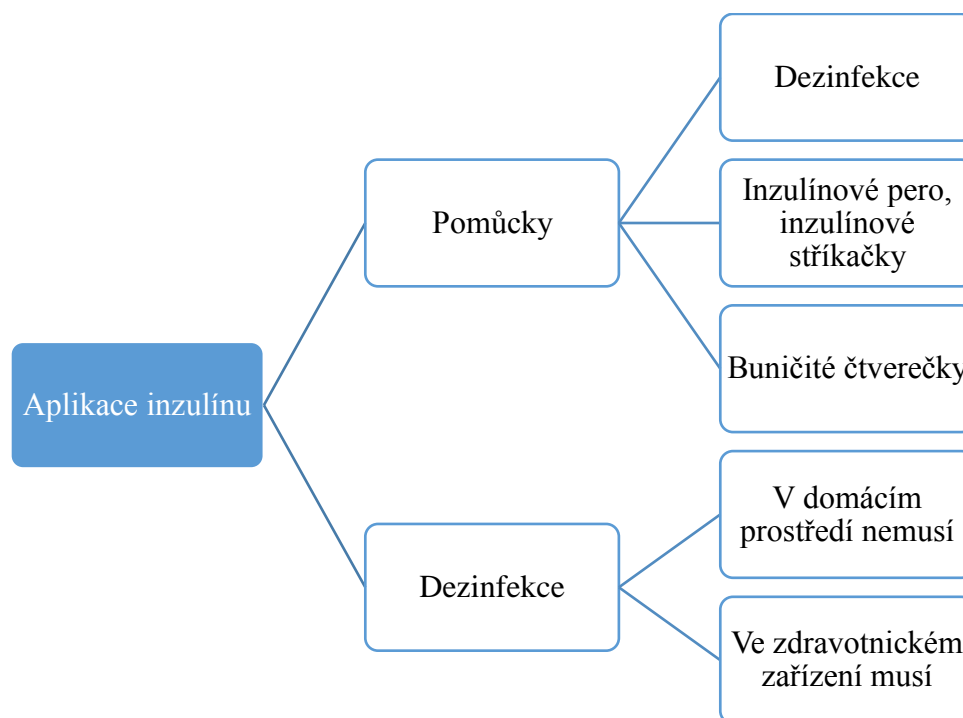 Aplikace inzulínu
Pomůcky
Dezinfekce
Inzulínové pero,
inzulínové
stříkačky
Buničité čtverečky
Dezinfekce
V domácím
prostředí nemusí
Ve zdravotnickém
zařízení musí